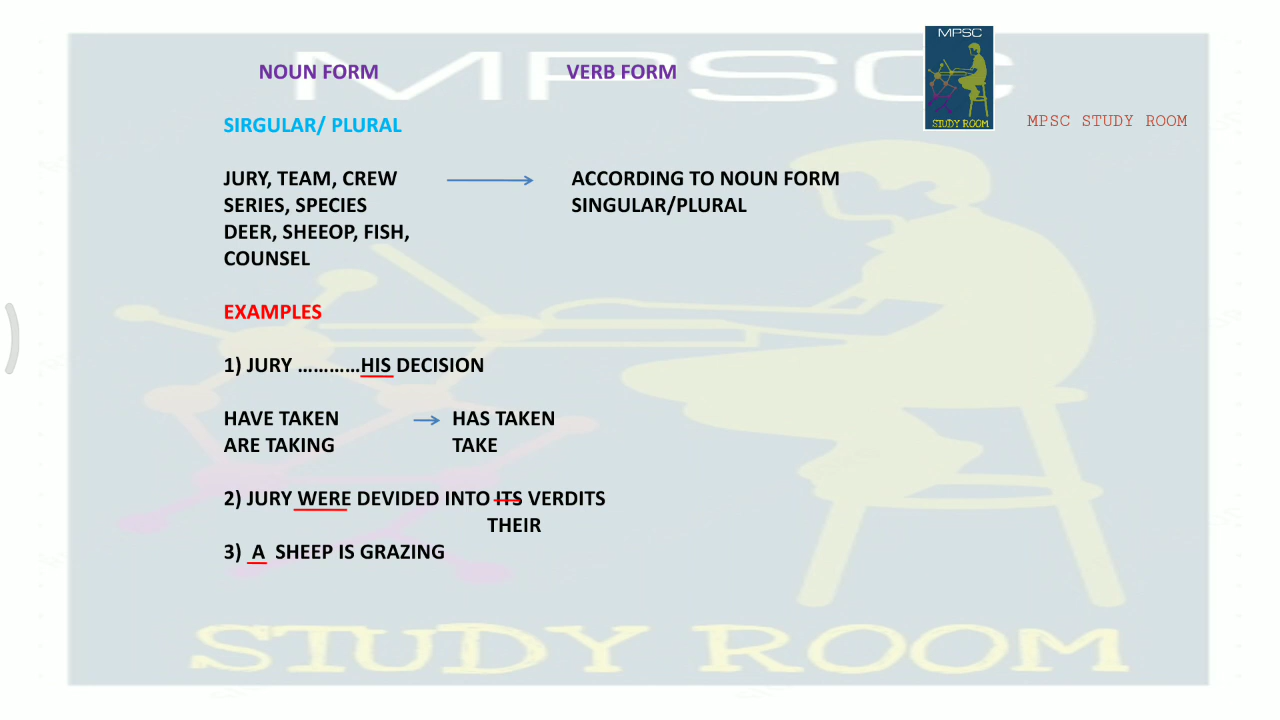 MPSC
NOUN FORM VERB FORM
MPSC
STUDY ROOM
MPSC STUDY ROOM
SIRGULAR/ PLURAL
JURY, TEAM, CREW ACCORDING TO NOUN FORM
SERIES, SPECIES SINGULAR/PLURAL
DEER, SHEEOP, FISH,
COUNSEL
EXAMPLES
1) JURY …………HIS DECISION
HAVE TAKEN HAS TAKEN
ARE TAKING TAKE
2) JURY WERE DEVIDED INTO ITS VERDITS
THEIR
3) A SHEEP IS GRAZING
STUDY ROOM